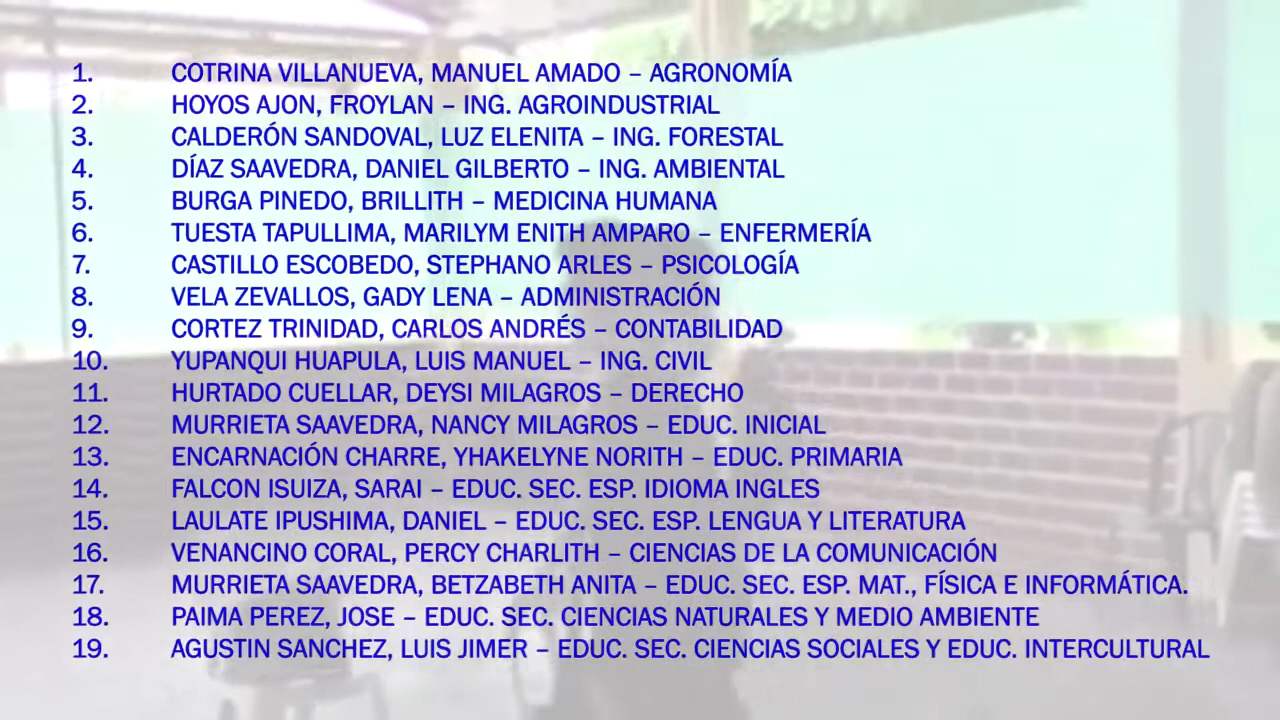 1. COTRINA VILLANUEVA, MANUEL AMADO – AGRONOMÍA
2. HOYOS AJON, FROYLAN – ING. AGROINDUSTRIAL
3. CALDERÓN SANDOVAL, LUZ ELENITA – ING. FORESTAL
4. DÍAZ SAAVEDRA, DANIEL GILBERTO – ING. AMBIENTAL
5. BURGA PINEDO, BRILLITH – MEDICINA HUMANA
6. TUESTA TAPULLIMA, MARILYM ENITH AMPARO – ENFERMERÍA
7. CASTILLO ESCOBEDO, STEPHANO ARLES – PSICOLOGÍA
8. VELA ZEVALLOS, GADY LENA – ADMINISTRACIÓN
9. CORTEZ TRINIDAD, CARLOS ANDRÉS – CONTABILIDAD
10. YUPANQUI HUAPULA, LUIS MANUEL – ING. CIVIL
11. HURTADO CUELLAR, DEYSI MILAGROS – DERECHO
12. MURRIETA SAAVEDRA, NANCY MILAGROS – EDUC. INICIAL
13. ENCARNACIÓN CHARRE, YHAKELYNE NORITH – EDUC. PRIMARIA
14. FALCON ISUIZA, SARAI – EDUC. SEC. ESP. IDIOMA INGLES
15. LAULATE IPUSHIMA, DANIEL – EDUC. SEC. ESP. LENGUA Y LITERATURA
16. VENANCINO CORAL, PERCY CHARLITH – CIENCIAS DE LA COMUNICACIÓN
17. MURRIETA SAAVEDRA, BETZABETH ANITA – EDUC. SEC. ESP. MAT., FÍSICA E INFORMÁTICA.
18. PAIMA PEREZ, JOSE – EDUC. SEC. CIENCIAS NATURALES Y MEDIO AMBIENTE
19. AGUSTIN SANCHEZ, LUIS JIMER – EDUC. SEC. CIENCIAS SOCIALES Y EDUC. INTERCULTURAL